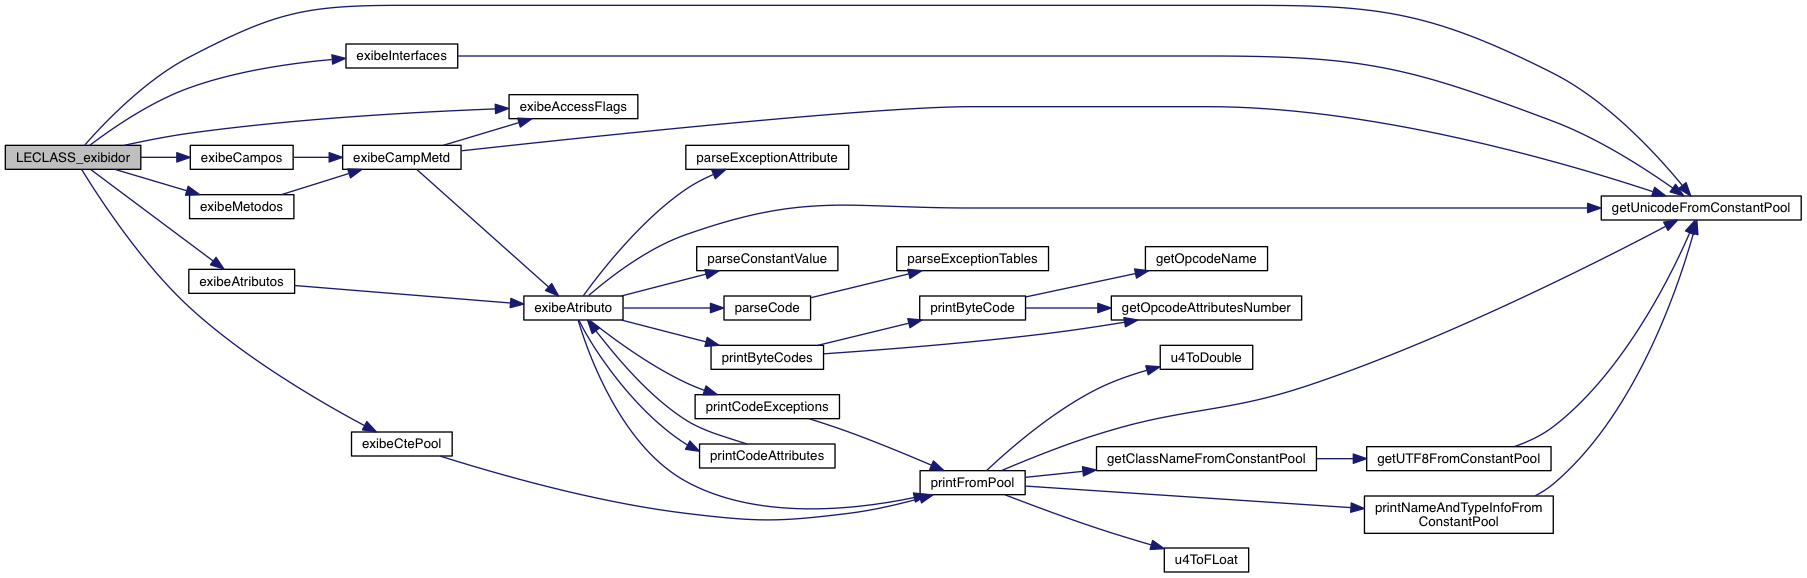 exibeInterfaces
exibeAccessFlags
LECLASS_exibidor
exibeCampos
exibeCampMetd
parseExceptionAttribute
exibeMetodos
getUnicodeFromConstantPool
parseConstantValue
parseExceptionTables
getOpcodeName
exibeAtributos
exibeAtributo
parseCode
printByteCode
getOpcodeAttributesNumber
printByteCodes
u4ToDouble
printCodeExceptions
exibeCtePool
printCodeAttributes
getClassNameFromConstantPool
getUTF8FromConstantPool
printFromPool
printNameAndTypeInfoFrom
ConstantPool
u4ToFLoat